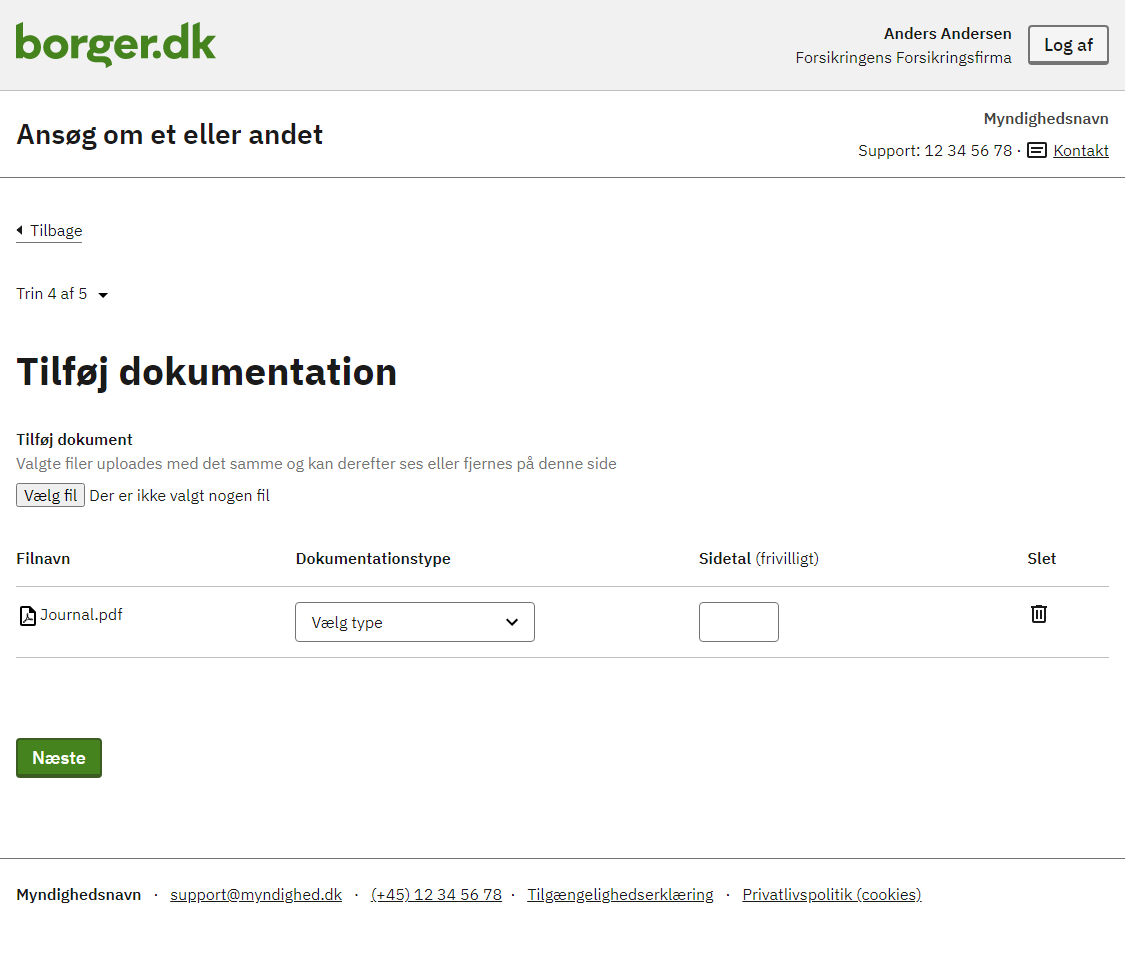 borger.dk
Anders Andersen
Forsikringens Forsikringsfirma
Log af
Ansøg om et eller andet
Myndighedsnavn
Support: 12 34 56 78 · Kontakt
Tilbage
Trin 4 af 5
Tilføj dokumentation
Tilføj dokument
Valgte filer uploades med det samme og kan derefter ses eller fjernes på denne side
Vælg fil Der er ikke valgt nogen fil
Filnavn Dokumentationstype Sidetal (frivilligt) Slet
Journal.pdf Vælg type
Næste
Myndighedsnavn · support@myndighed.dk · (+45) 12 34 56 78 · Tilgængelighedserklæring · Privatlivspolitik (cookies)